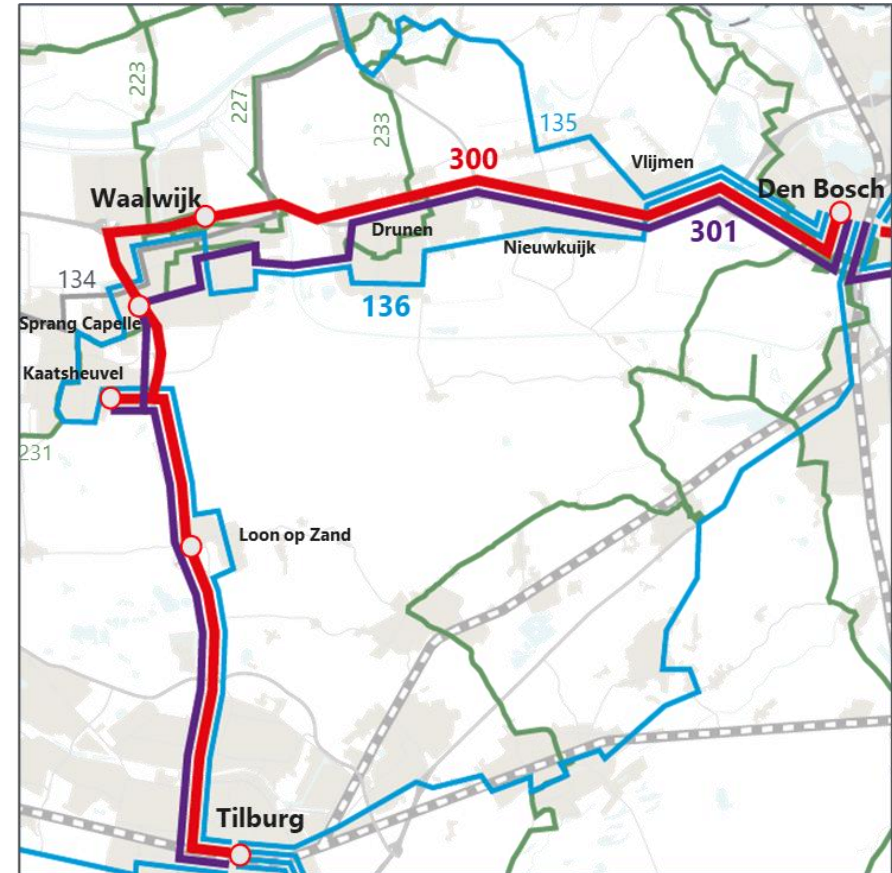 223
227
233
135
300
Vlijmen
Waalwijk
Den Bosch
Drunen
301
Nieuwkuijk
134
136
Sprang Capelle
Kaatsheuvel
231
Loon op Zand
Tilburg